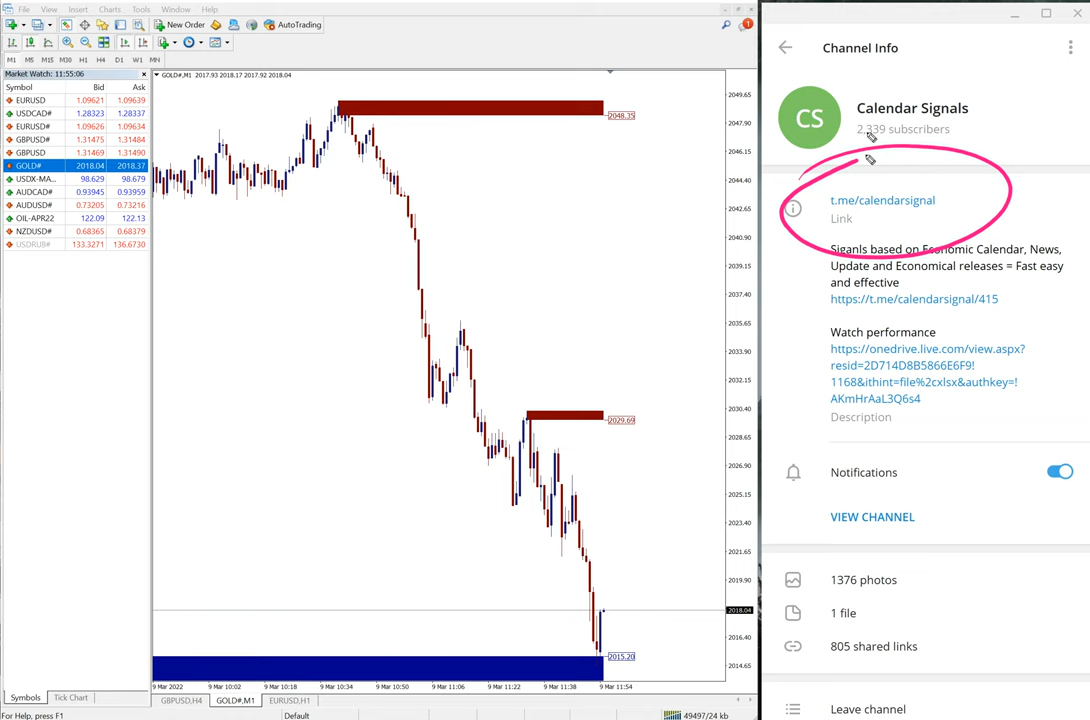 File View Insert Charts Tools Window Help
New Order AutoTrading
1
M1 M5 M15 M30 H1 H4 D1 W1 MN
Market Watch: 11:55:06
Symbol Bid Ask
EURUSD 1.09621 1.09639
USDCAD# 1.28323 1.28337
EURUSD# 1.09626 1.09634
GBPUSD# 1.31475 1.31484
GBPUSD 1.31469 1.31490
GOLD# 2018.04 2018.37
USDX-MA... 98.629 98.679
AUDCAD# 0.93945 0.93959
AUDUSD# 0.73205 0.73216
OIL-APR22 122.09 122.13
NZDUSD# 0.68365 0.68379
USDRUB# 133.3271 136.6730
Symbols Tick Chart
GOLD#,M1 2017.93 2018.17 2017.92 2018.04
2048.35
2029.69
2015.20
2049.65
2047.90
2046.15
2044.40
2042.65
2040.90
2039.15
2037.40
2035.65
2033.90
2032.15
2030.40
2028.65
2026.90
2025.15
2023.40
2021.65
2019.90
2018.04
2016.40
2014.65
9 Mar 2022 9 Mar 10:02 9 Mar 10:18 9 Mar 10:34 9 Mar 10:50 9 Mar 11:06 9 Mar 11:22 9 Mar 11:38 9 Mar 11:54
GBPUSD,H4 GOLD#,M1 EURUSD,H1
For Help, press F1 Default 49497/24 kb
Channel Info
CS
Calendar Signals
2,339 subscribers
t.me/calendarsignal
Link
Siganls based on Economic Calendar, News,
Update and Economical releases = Fast easy
and effective
https://t.me/calendarsignal/415
Watch performance
https://onedrive.live.com/view.aspx?
resid=2D714D8B5866E6F9!
1168&ithint=file%2cxlsx&authkey=!
AKmHrAaL3Q6s4
Description
Notifications
VIEW CHANNEL
1376 photos
1 file
805 shared links
Leave channel